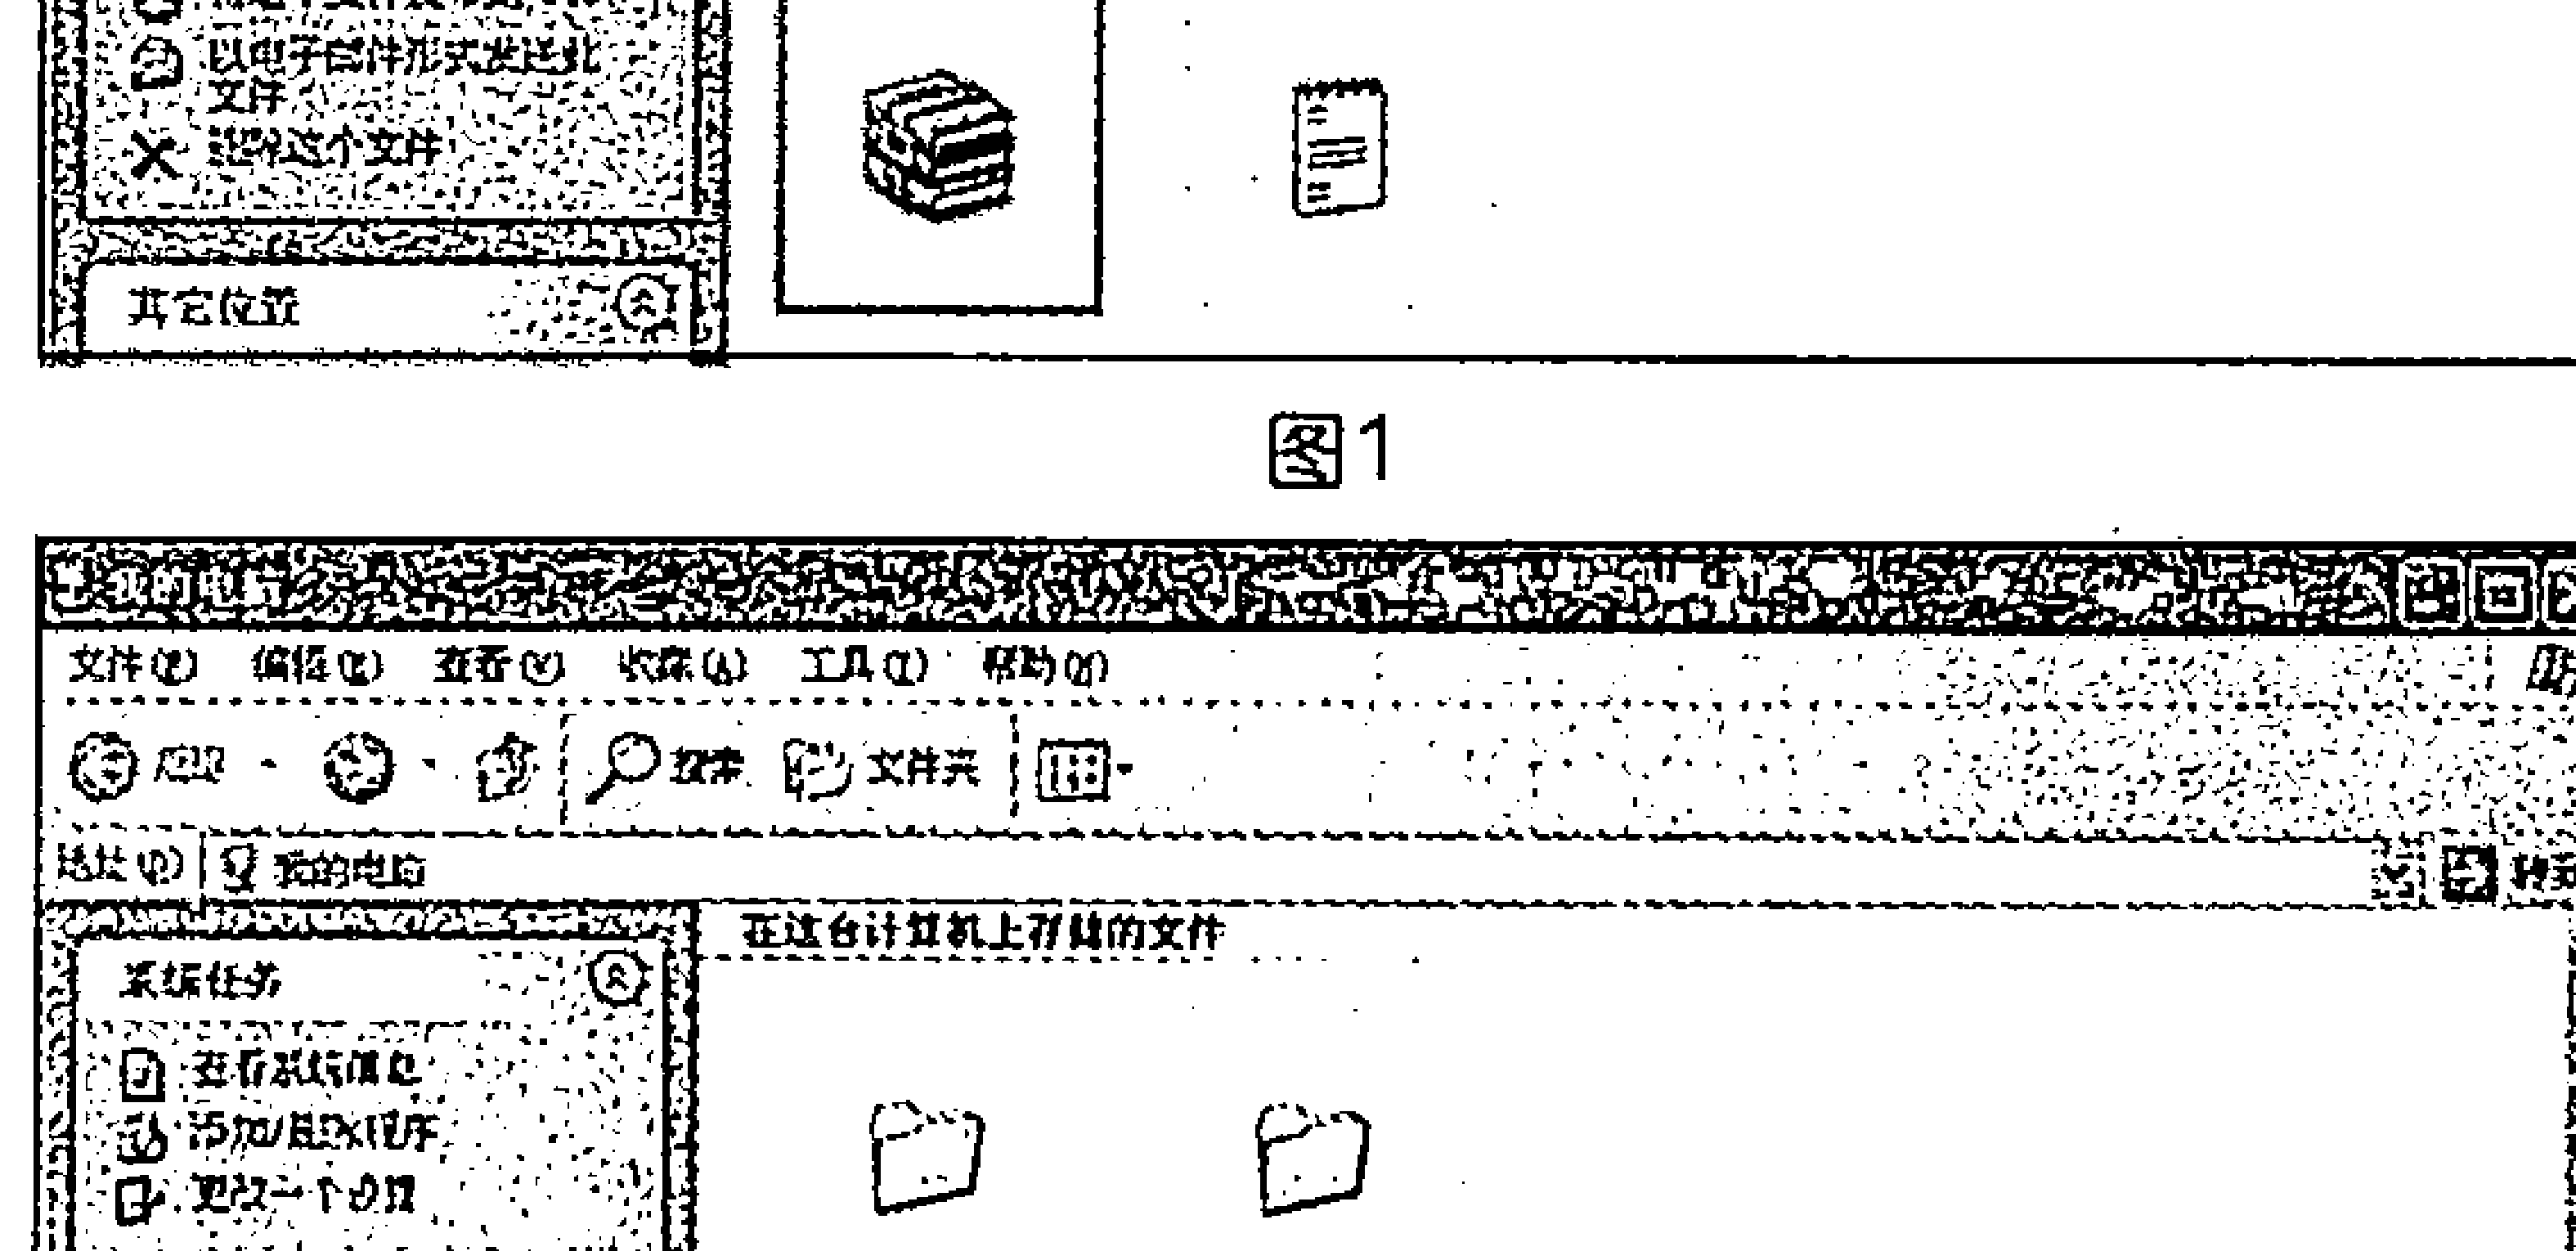 以电子邮件形式发送此
文件
删除这个文件
其它位置
图1
我的电脑
文件(F) 编辑(E) 查看(V) 收藏(A) 工具(T) 帮助(H)
后退 搜索 文件夹
地址(D) 我的电脑
在这台计算机上存储的文件
系统任务
查看系统信息
添加/删除程序
更改一个设置